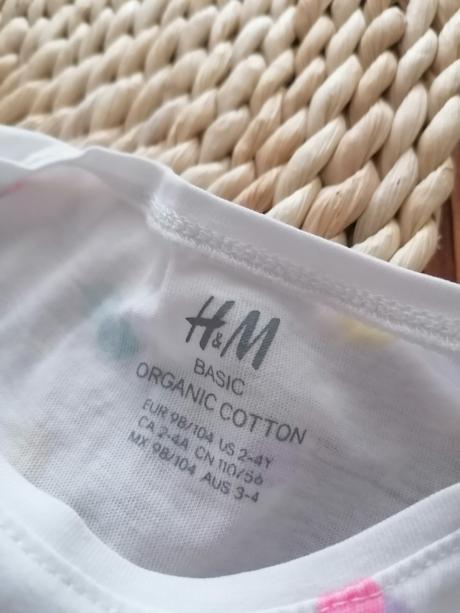 H&M
BASIC
ORGANIC COTTON
EUR 98/104 US 2-4Y
CA 2-4A CN 110/56
MX 98/104 AUS 3-4